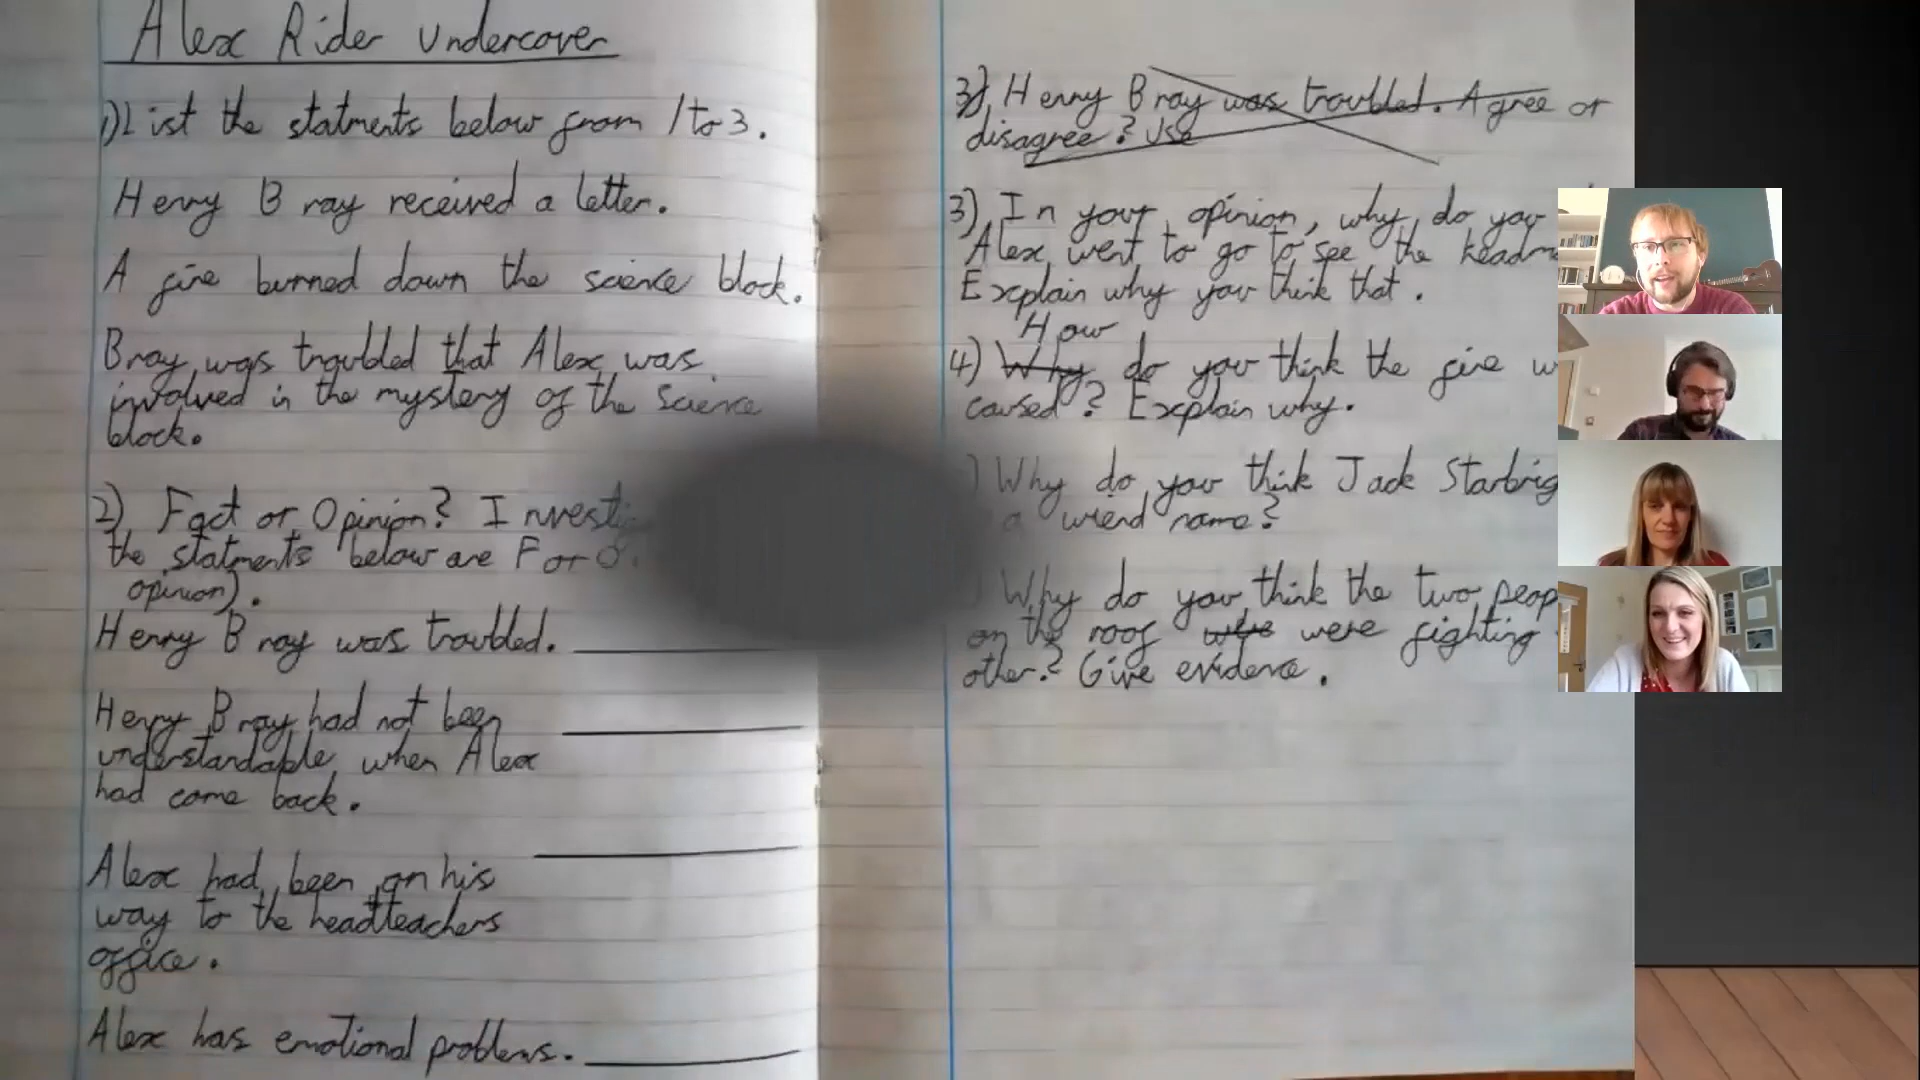 Alex Rider undercover
1) List the statments below from 1 to 3.
Henry Bray received a letter.
A fire burned down the science block.
Bray was troubled that Alex was
involved in the mystery of the science
block.
2) Fact or Opinion? Investig
the statments below are F or O.
opinion).
Henry Bray was troubled.
Henry Bray had not been
understandable when Alex
had come back.
Alex had been on his
way to the headteachers
office.
Alex has emotional problems.
3) Henry Bray was troubled. Agree or
disagree? Use
3) In your opinion, why do you
Alex went to go to see the headm
Explain why you think that.
How
4) Why do you think the fire w
caused? Explain why.
) Why do you think Jack Starbrig
a wierd name?
) Why do you think the two peop
on the roof were fighting
other? Give evidence.